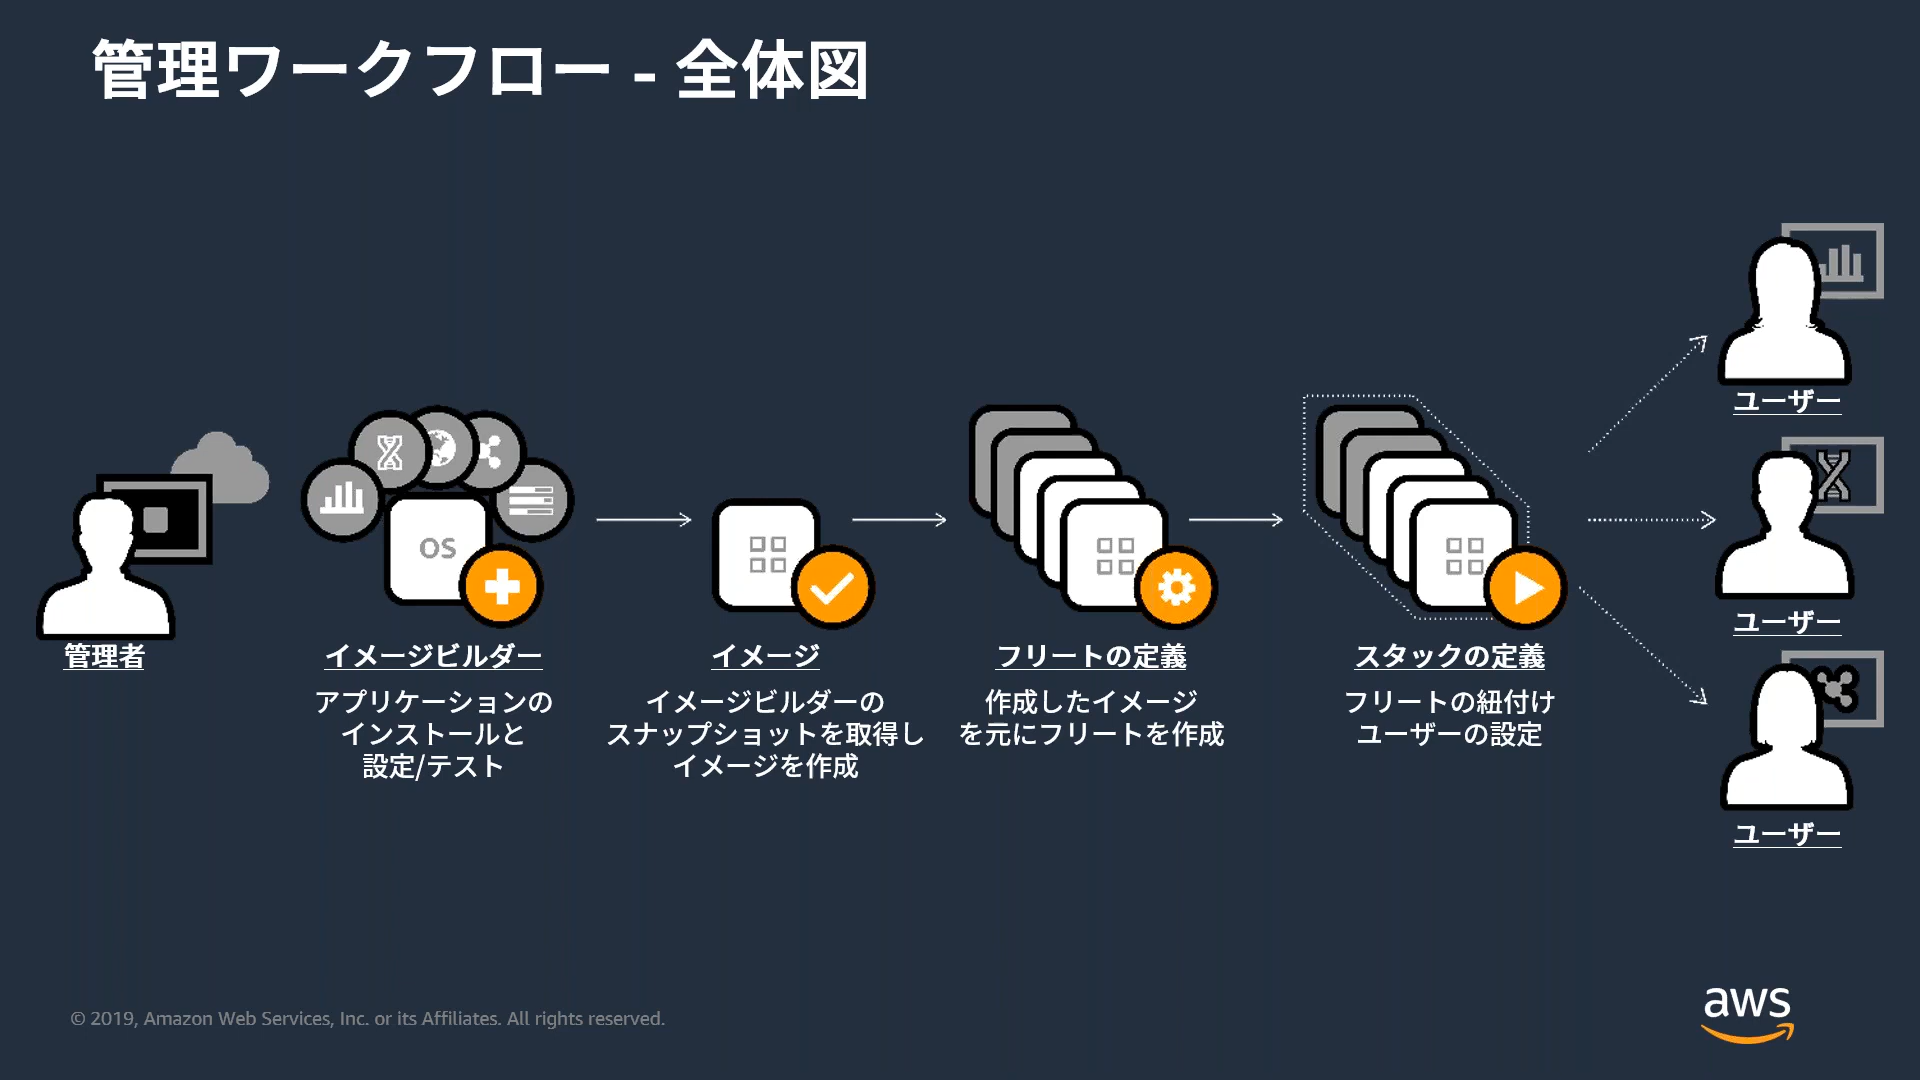 管理ワークフロー - 全体図
ユーザー
OS
ユーザー
管理者
イメージビルダー
アプリケーションの
インストールと
設定/テスト
イメージ
イメージビルダーの
スナップショットを取得し
イメージを作成
フリートの定義
作成したイメージ
を元にフリートを作成
スタックの定義
フリートの紐付け
ユーザーの設定
ユーザー
© 2019, Amazon Web Services, Inc. or its Affiliates. All rights reserved.
aws